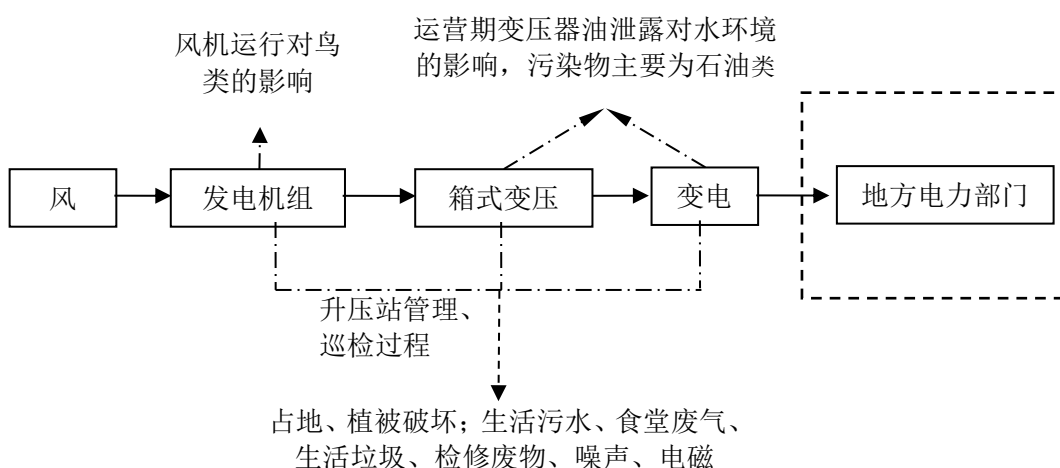 风机运行对鸟
类的影响
运营期变压器油泄露对水环境
的影响，污染物主要为石油类
风
发电机组
箱式变压
变电
地方电力部门
升压站管理、
巡检过程
占地、植被破坏；生活污水、食堂废气、
生活垃圾、检修废物、噪声、电磁